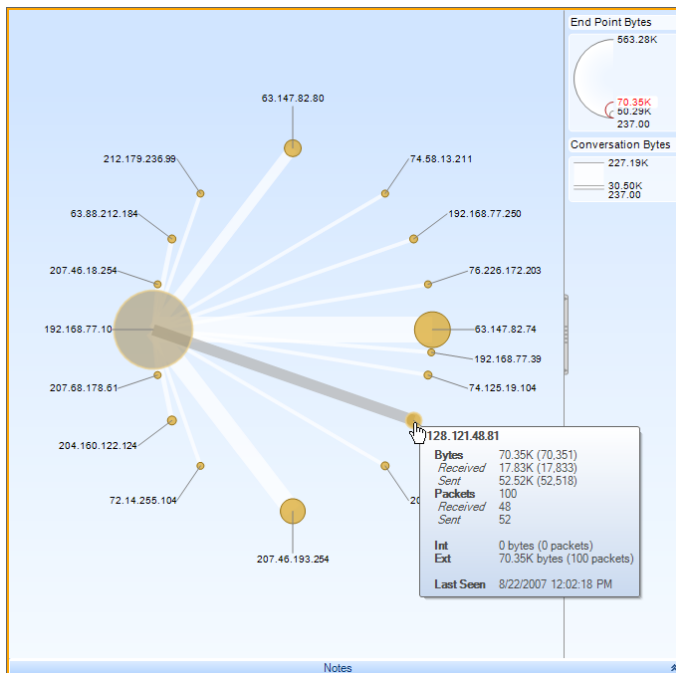 End Point Bytes
563.28K
70.35K
50.29K
237.00
Conversation Bytes
227.19K
30.50K
237.00
63.147.82.80
212.179.236.99
74.58.13.211
63.88.212.184
192.168.77.250
207.46.18.254
76.226.172.203
192.168.77.10
63.147.82.74
192.168.77.39
207.68.178.61
74.125.19.104
204.160.122.124
72.14.255.104
20
207.46.193.254
128.121.48.81
Bytes 70.35K (70,351)
Received 17.83K (17,833)
Sent 52.52K (52,518)
Packets 100
Received 48
Sent 52
Int 0 bytes (0 packets)
Ext 70.35K bytes (100 packets)
Last Seen 8/22/2007 12:02:18 PM
Notes